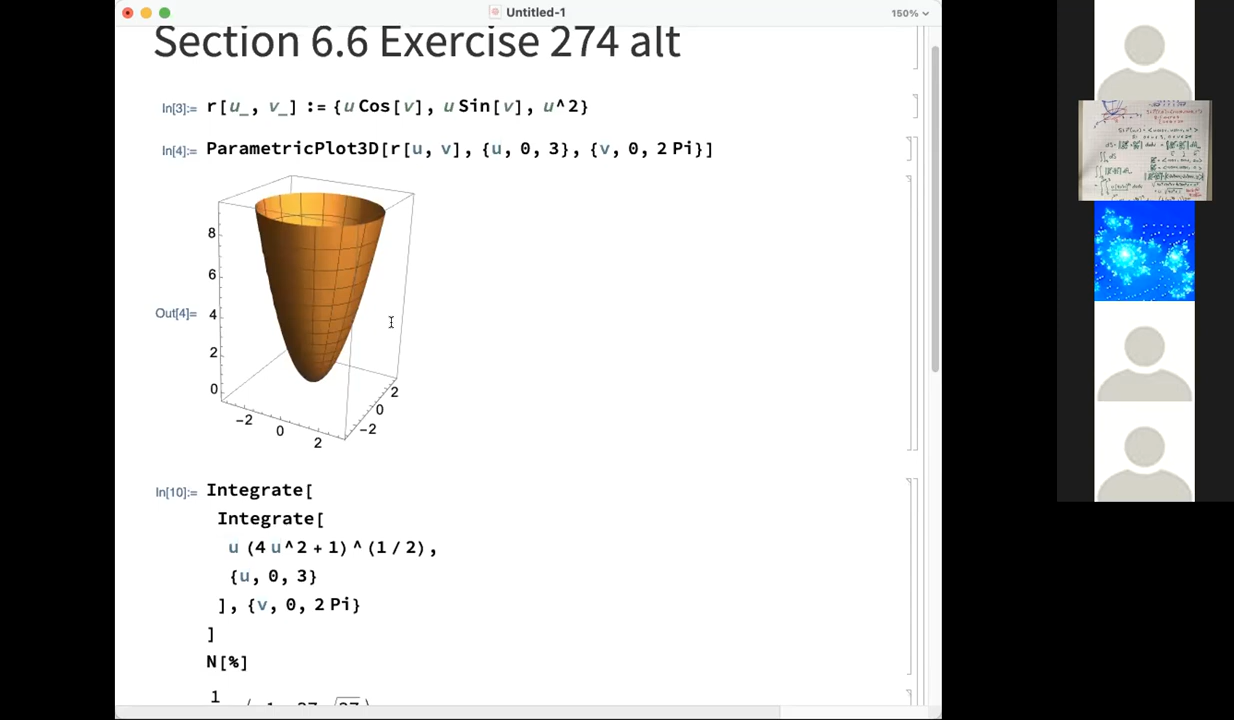 Untitled-1
150%
Section 6.6 Exercise 274 alt
In[3]:= r[u_, v_] := {u Cos[v], u Sin[v], u^2}
In[4]:= ParametricPlot3D[r[u, v], {u, 0, 3}, {v, 0, 2 Pi}]
8
6
Out[4]= 4
2
0
-2
0
2
-2
0
2
In[10]:= Integrate[
Integrate[
u (4 u^2 + 1)^(1/2),
{u, 0, 3}
], {v, 0, 2 Pi}
]
N[%]
1